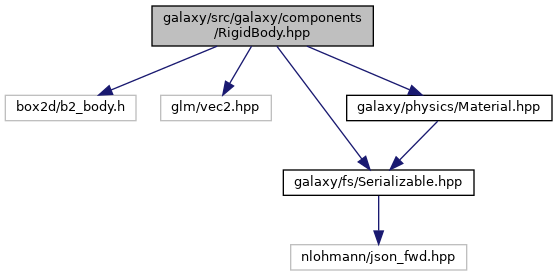 galaxy/src/galaxy/components
/RigidBody.hpp
box2d/b2_body.h
glm/vec2.hpp
galaxy/physics/Material.hpp
galaxy/fs/Serializable.hpp
nlohmann/json_fwd.hpp